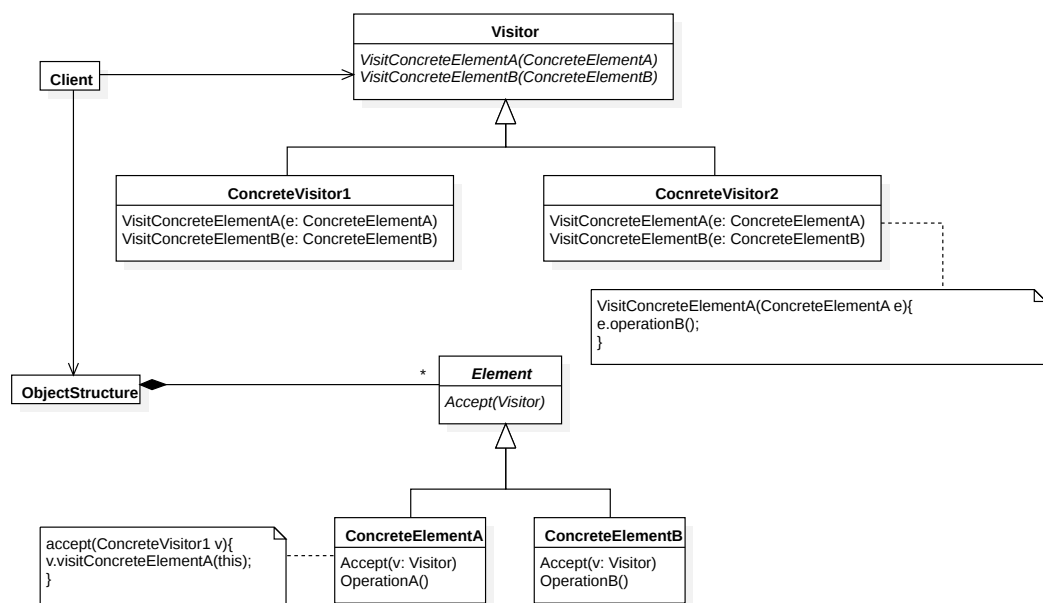 Visitor
VisitConcreteElementA(ConcreteElementA)
VisitConcreteElementB(ConcreteElementB)
Client
ConcreteVisitor1
VisitConcreteElementA(e: ConcreteElementA)
VisitConcreteElementB(e: ConcreteElementB)
CocnreteVisitor2
VisitConcreteElementA(e: ConcreteElementA)
VisitConcreteElementB(e: ConcreteElementB)
VisitConcreteElementA(ConcreteElementA e){
e.operationB();
}
ObjectStructure
*
Element
Accept(Visitor)
accept(ConcreteVisitor1 v){
v.visitConcreteElementA(this);
}
ConcreteElementA
Accept(v: Visitor)
OperationA()
ConcreteElementB
Accept(v: Visitor)
OperationB()